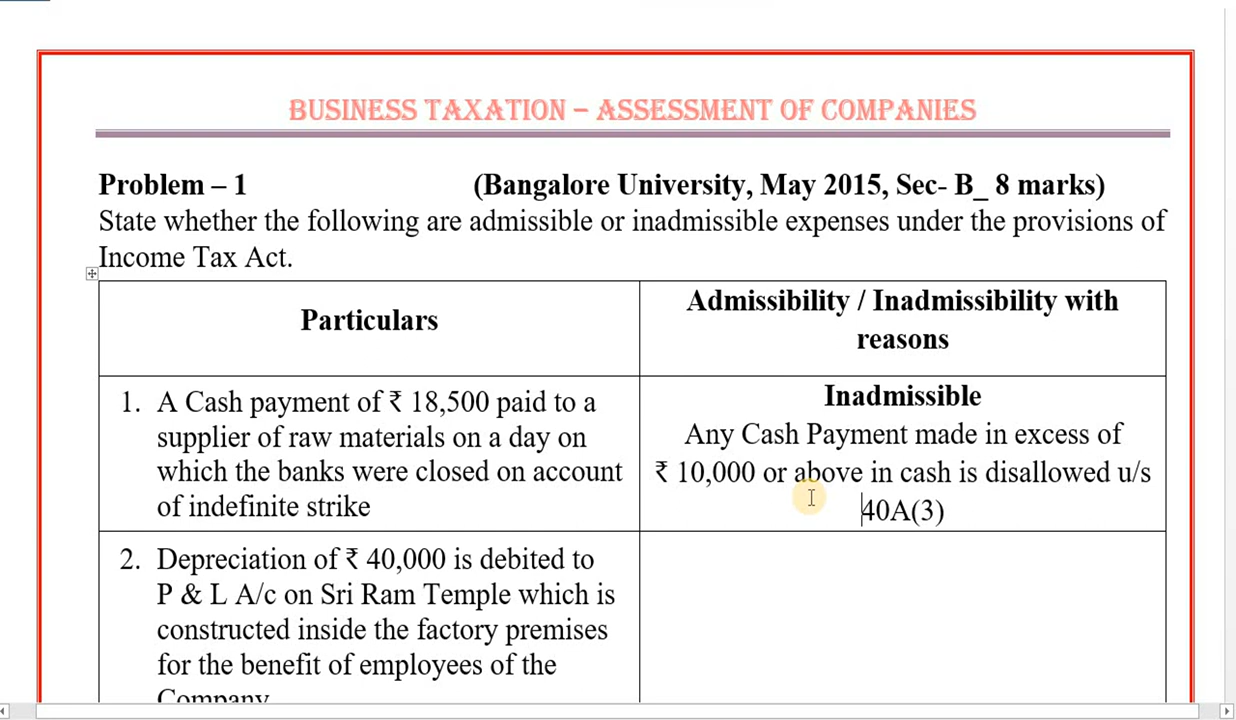 BUSINESS TAXATION – ASSESSMENT OF COMPANIES
Problem – 1 (Bangalore University, May 2015, Sec- B_ 8 marks)
State whether the following are admissible or inadmissible expenses under the provisions of
Income Tax Act.
Particulars
Admissibility / Inadmissibility with
reasons
1. A Cash payment of ₹ 18,500 paid to a
supplier of raw materials on a day on
which the banks were closed on account
of indefinite strike
Inadmissible
Any Cash Payment made in excess of
₹ 10,000 or above in cash is disallowed u/s
40A(3)
2. Depreciation of ₹ 40,000 is debited to
P & L A/c on Sri Ram Temple which is
constructed inside the factory premises
for the benefit of employees of the
Company